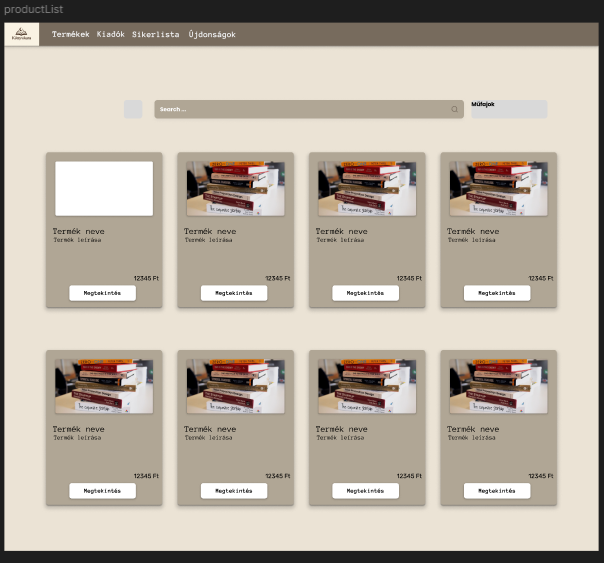 productList
Könyvkuca
Termékek Kiadók Sikerlista Újdonságok
Search ...
Műfajok
Termék neve
Termék leírása
12345 Ft
Megtekintés
Termék neve
Termék leírása
12345 Ft
Megtekintés
Termék neve
Termék leírása
12345 Ft
Megtekintés
Termék neve
Termék leírása
12345 Ft
Megtekintés
Termék neve
Termék leírása
12345 Ft
Megtekintés
Termék neve
Termék leírása
12345 Ft
Megtekintés
Termék neve
Termék leírása
12345 Ft
Megtekintés
Termék neve
Termék leírása
12345 Ft
Megtekintés